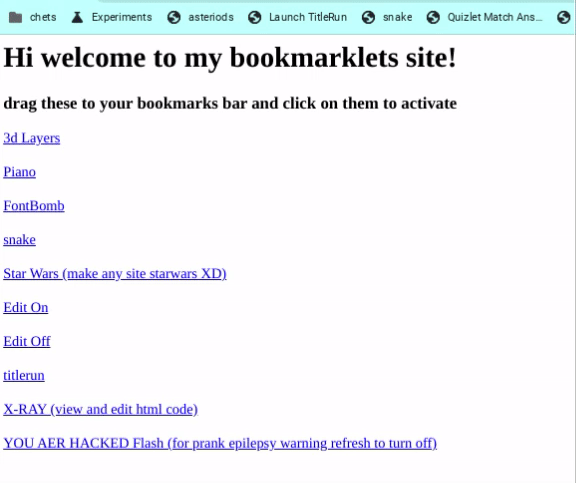 chets Experiments asteriods Launch TitleRun snake Quizlet Match Ans...
Hi welcome to my bookmarklets site!
drag these to your bookmarks bar and click on them to activate
3d Layers
Piano
FontBomb
snake
Star Wars (make any site starwars XD)
Edit On
Edit Off
titlerun
X-RAY (view and edit html code)
YOU AER HACKED Flash (for prank epilepsy warning refresh to turn off)